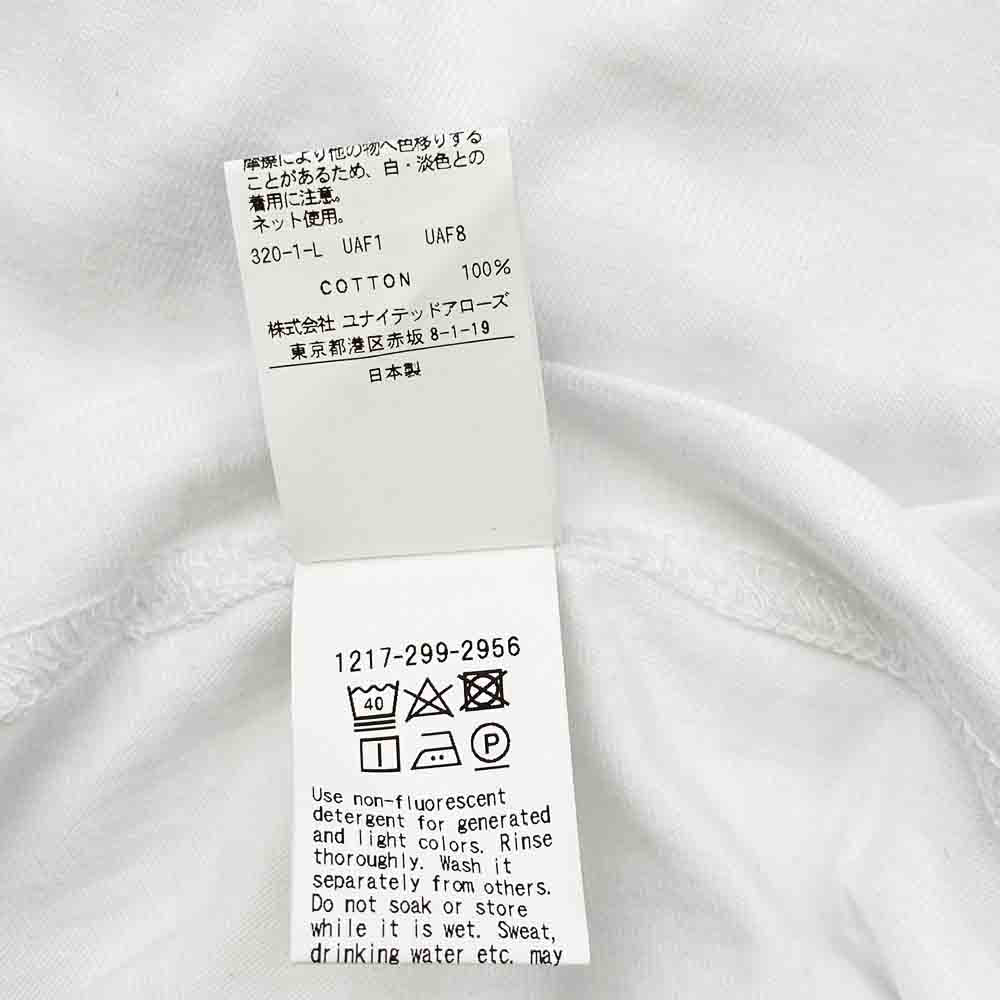 摩擦により他の物へ色移りする
ことがあるため、白・淡色との
着用に注意。
ネット使用。
320-1-L UAF1 UAF8
COTTON 100%
株式会社 ユナイテッドアローズ
東京都港区赤坂 8-1-19
日本製
1217-299-2956
40
P
Use non-fluorescent
detergent for generated
and light colors. Rinse
thoroughly. Wash it
separately from others.
Do not soak or store
while it is wet. Sweat,
drinking water etc. may